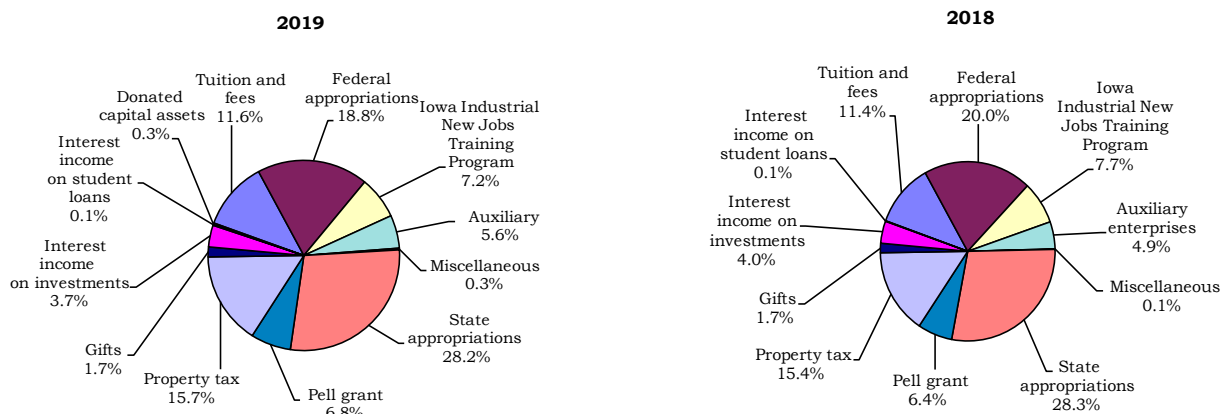 2019
Tuition and
fees
11.6%
Federal
appropriations
18.8%
Iowa Industrial
New Jobs
Training
Program
7.2%
Auxiliary
5.6%
Miscellaneous
0.3%
State
appropriations
28.2%
Pell grant
6.8%
Property tax
15.7%
Gifts
1.7%
Interest
income
on investments
3.7%
Interest
income
on student
loans
0.1%
Donated
capital assets
0.3%
2018
Tuition and
fees
11.4%
Federal
appropriations
20.0%
Iowa
Industrial New
Jobs Training
Program
7.7%
Auxiliary
enterprises
4.9%
Miscellaneous
0.1%
State
appropriations
28.3%
Pell grant
6.4%
Property tax
15.4%
Gifts
1.7%
Interest
income on
investments
4.0%
Interest
income on
student loans
0.1%